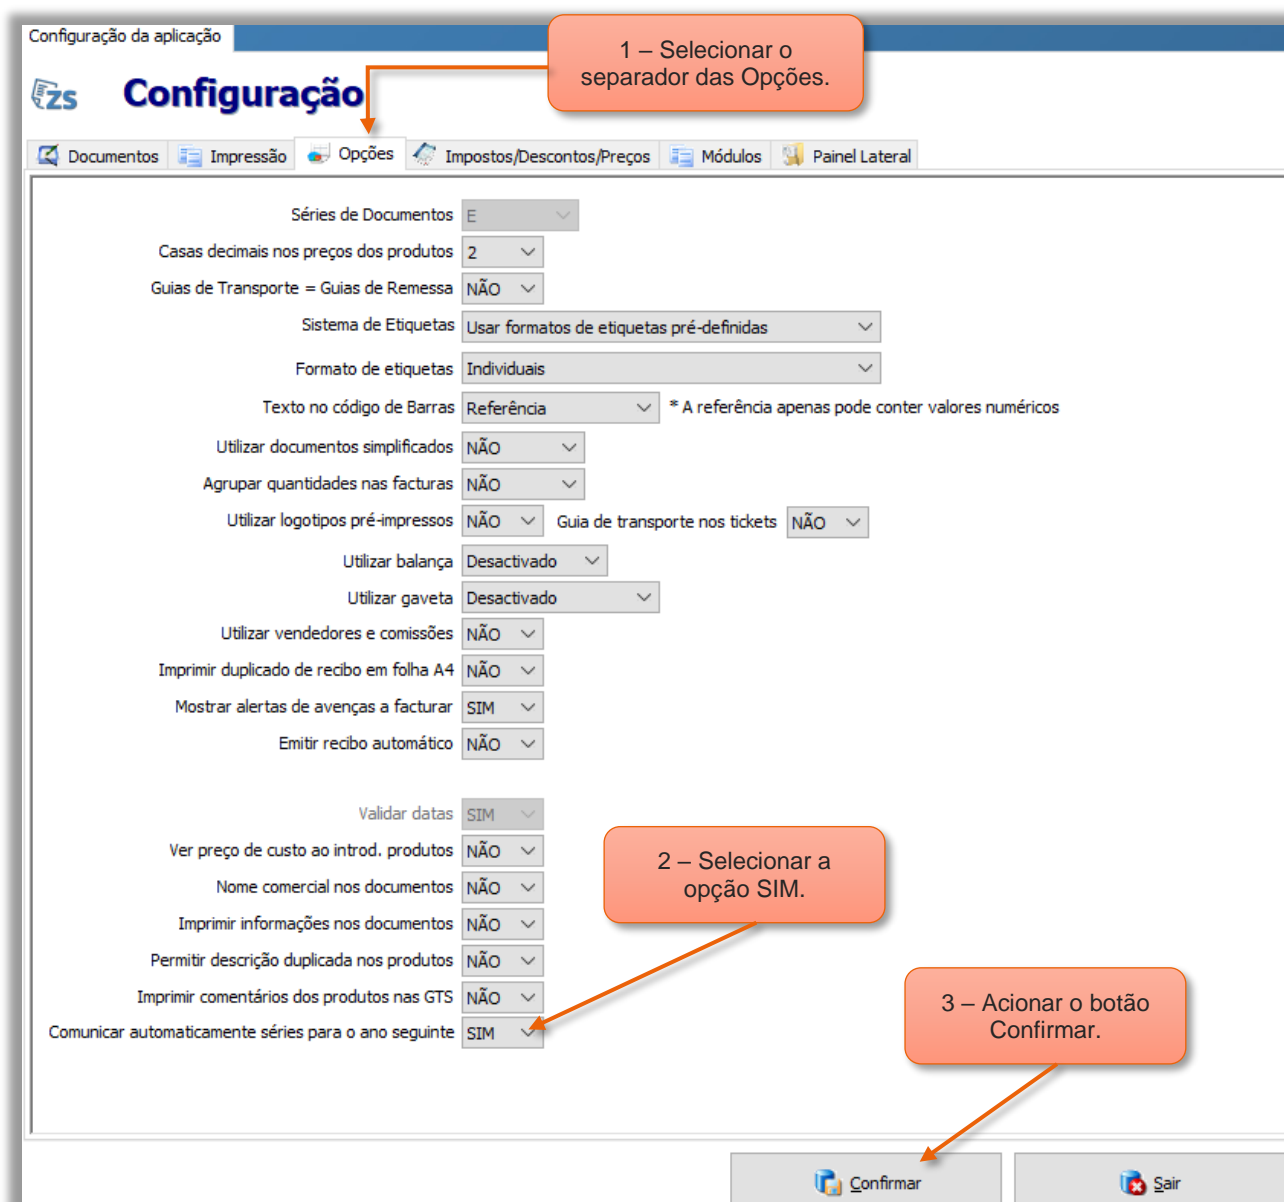 Configuração da aplicação
1 – Selecionar o
separador das Opções.
zs Configuração
Documentos Impressão Opções Impostos/Descontos/Preços Módulos Painel Lateral
Séries de Documentos E
Casas decimais nos preços dos produtos 2
Guias de Transporte = Guias de Remessa NÃO
Sistema de Etiquetas Usar formatos de etiquetas pré-definidas
Formato de etiquetas Individuais
Texto no código de Barras Referência * A referência apenas pode conter valores numéricos
Utilizar documentos simplificados NÃO
Agrupar quantidades nas facturas NÃO
Utilizar logotipos pré-impressos NÃO Guia de transporte nos tickets NÃO
Utilizar balança Desactivado
Utilizar gaveta Desactivado
Utilizar vendedores e comissões NÃO
Imprimir duplicado de recibo em folha A4 NÃO
Mostrar alertas de avenças a facturar SIM
Emitir recibo automático NÃO
Validar datas SIM
Ver preço de custo ao introd. produtos NÃO
2 – Selecionar a
opção SIM.
Nome comercial nos documentos NÃO
Imprimir informações nos documentos NÃO
Permitir descrição duplicada nos produtos NÃO
Imprimir comentários dos produtos nas GTS NÃO
Comunicar automaticamente séries para o ano seguinte SIM
3 – Acionar o botão
Confirmar.
Confirmar Sair